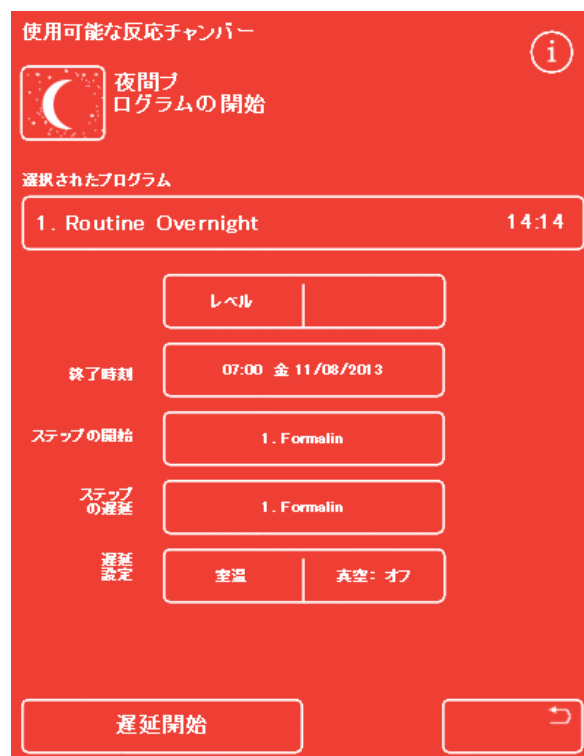 使用可能な反応チャンバー
i
夜間プ
ログラムの開始
選択されたプログラム
1. Routine Overnight 14:14
レベル
終了時刻 07:00 金 11/08/2013
ステップの開始 1. Formalin
ステップ
の遅延 1. Formalin
遅延
設定 室温 真空: オフ
遅延開始